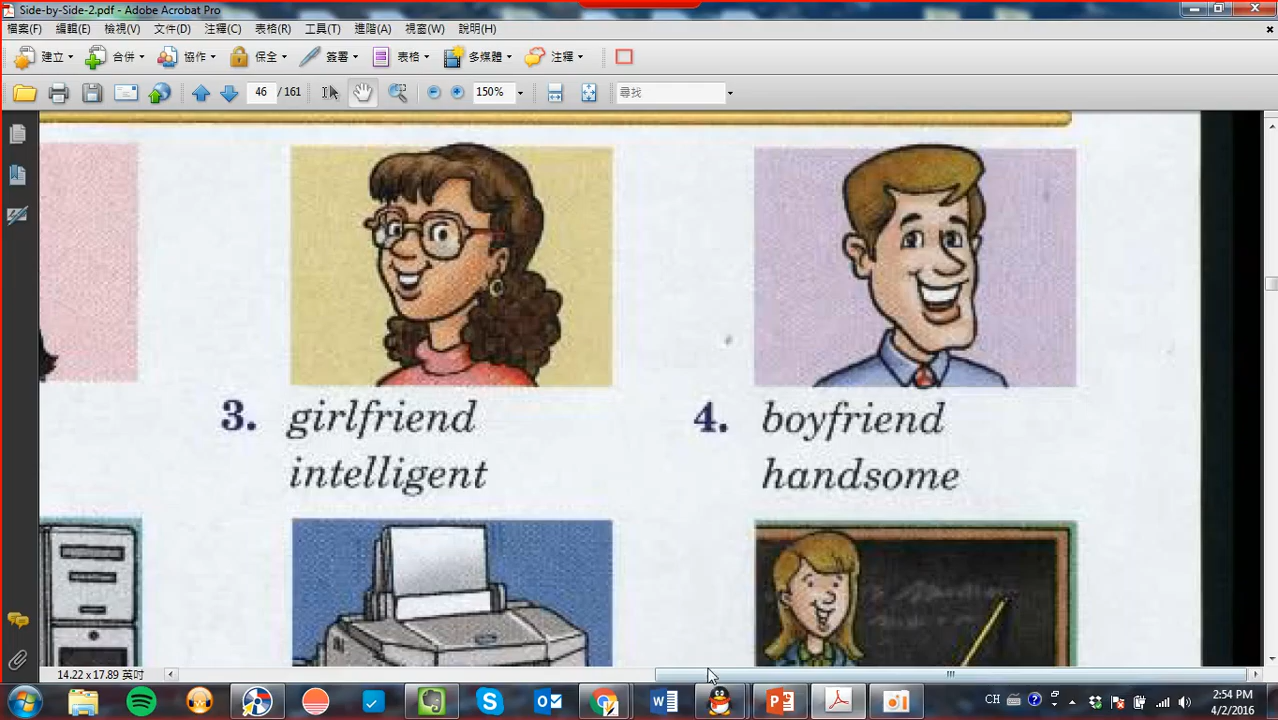 Side-by-Side-2.pdf - Adobe Acrobat Pro
檔案(F) 編輯(E) 檢視(V) 文件(D) 注釋(C) 表格(R) 工具(T) 進階(A) 視窗(W) 說明(H)
建立 合併 協作 保全 簽署 表格 多媒體 注釋
46 / 161 150% 尋找
3. girlfriend
intelligent
4. boyfriend
handsome
14.22 x 17.89 英吋
CH 2:54 PM
4/2/2016